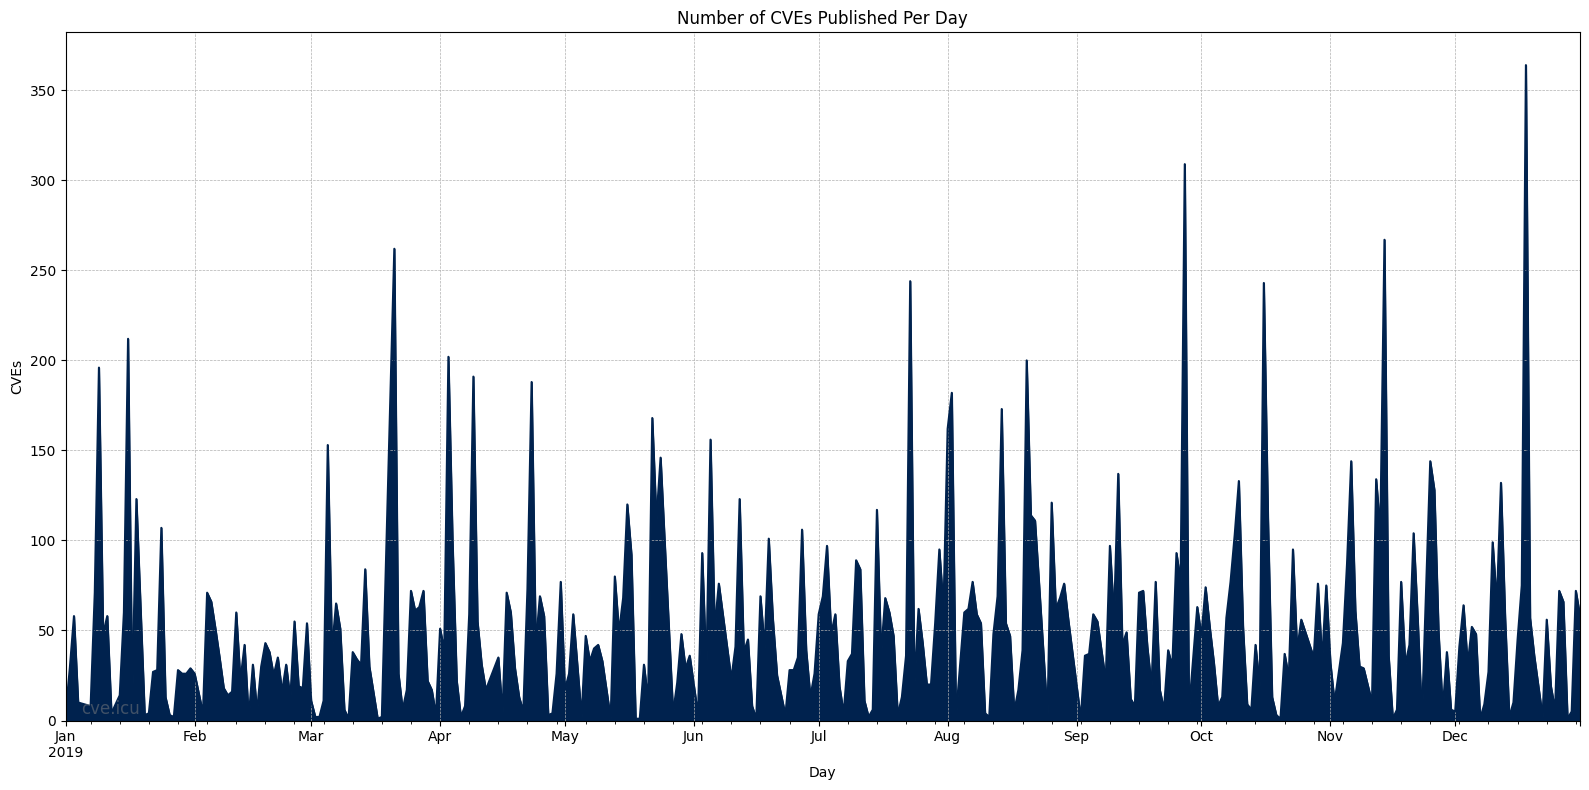 Number of CVEs Published Per Day
350
300
250
200
150
100
50
0
CVEs
cve.icu
Jan Feb Mar Apr May Jun Jul Aug Sep Oct Nov Dec
2019
Day